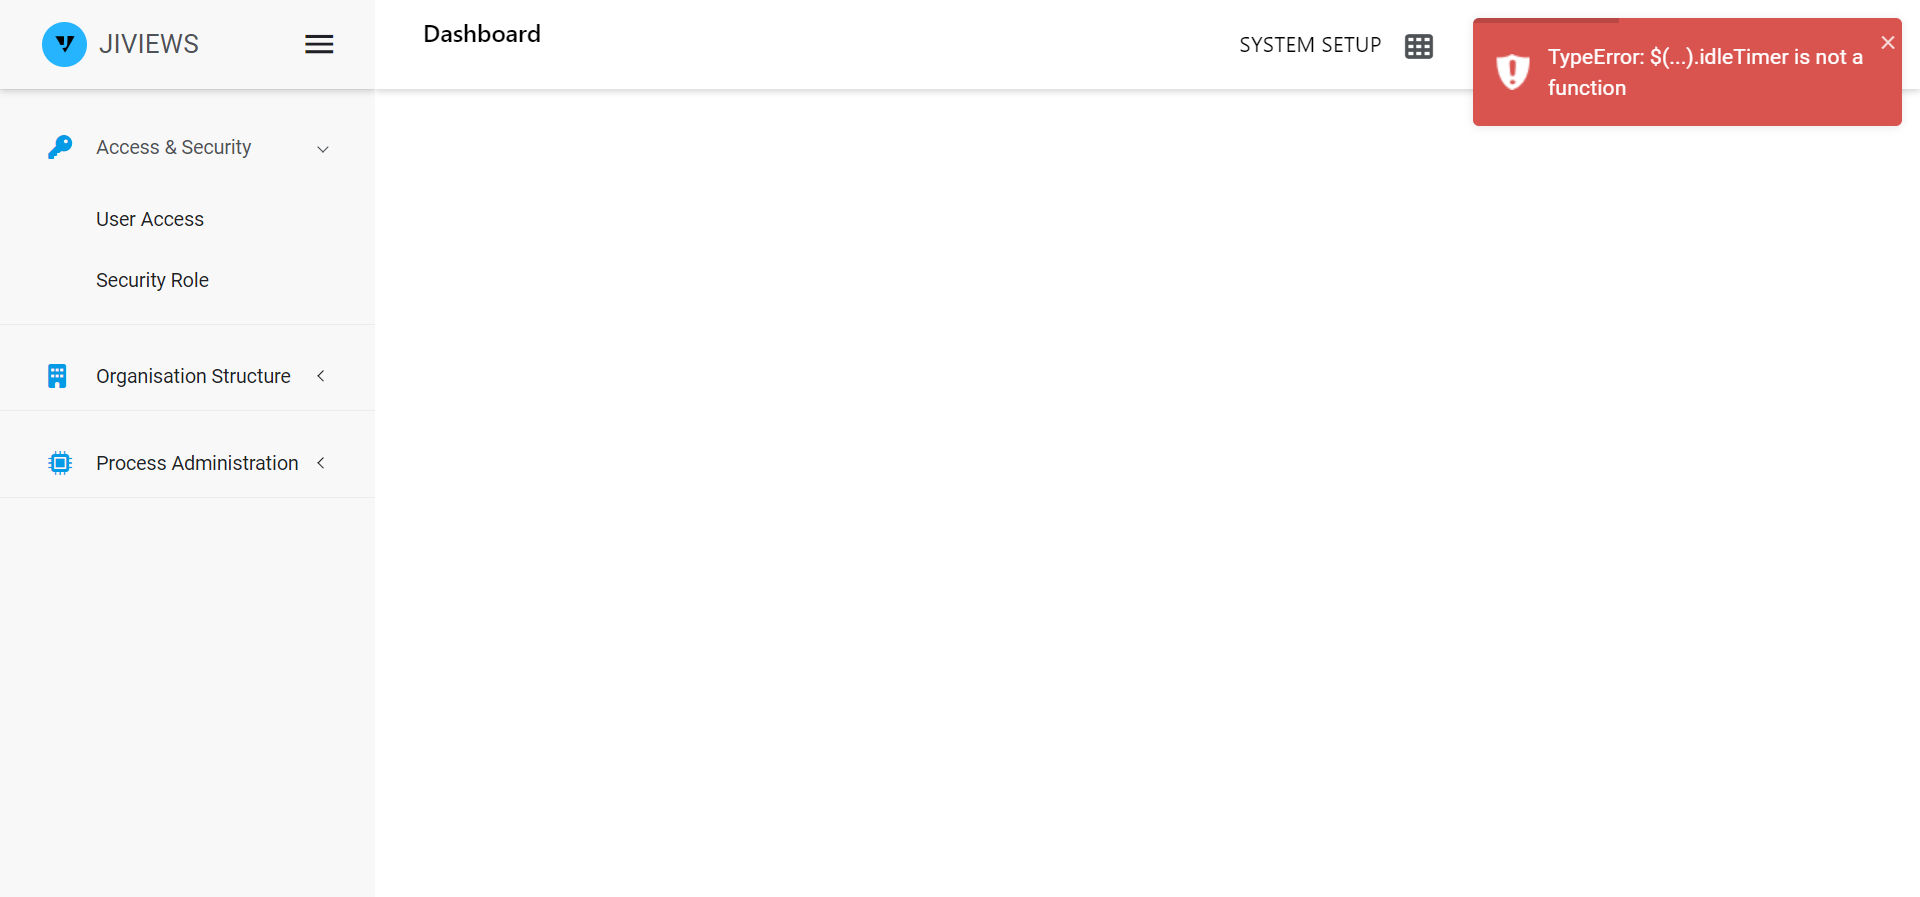 JIVIEWS
Dashboard
SYSTEM SETUP
TypeError: $(...).idleTimer is not a
function
Access & Security
User Access
Security Role
Organisation Structure
Process Administration